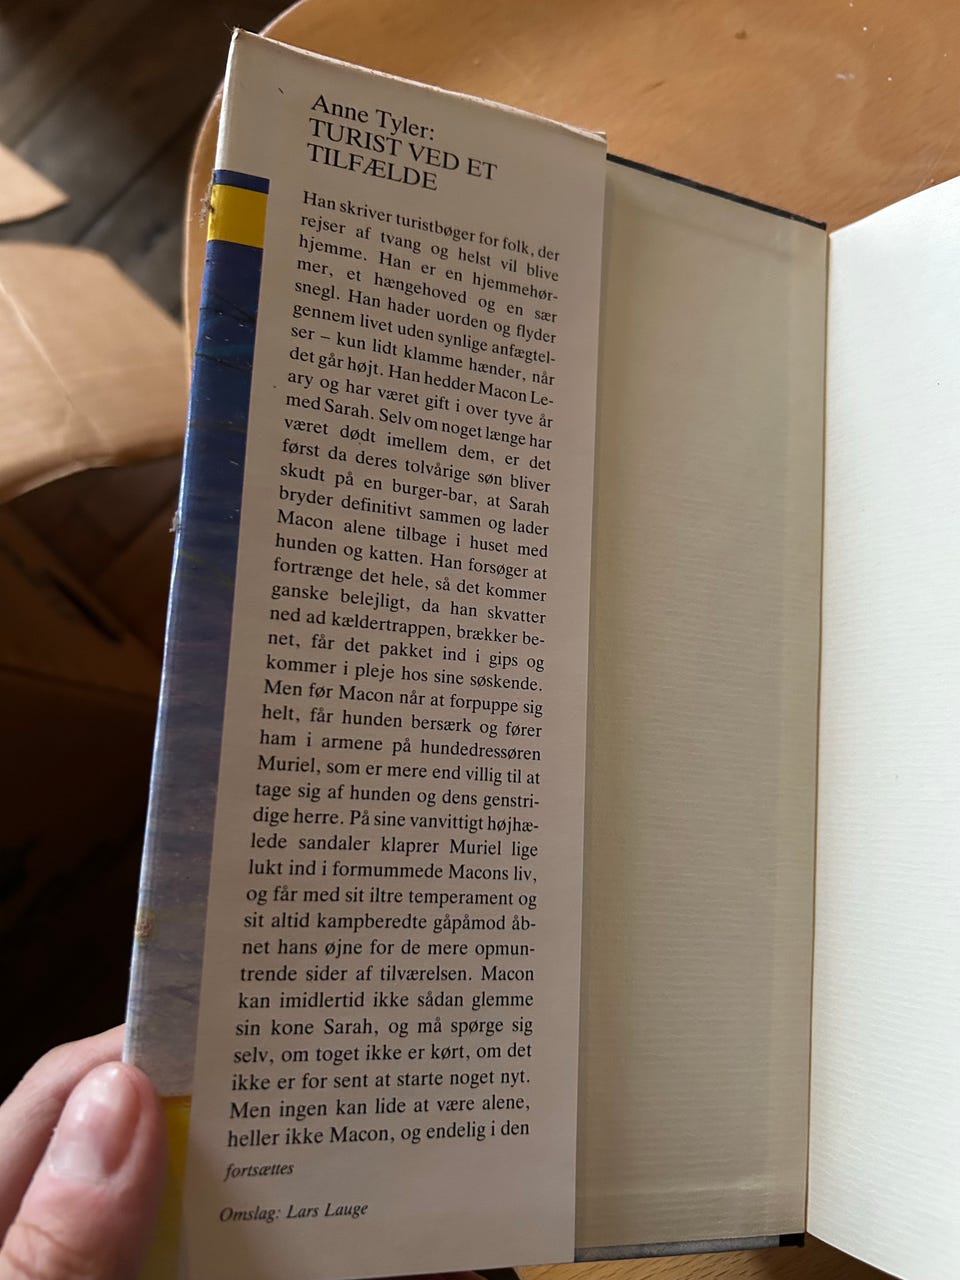 Anne Tyler:
TURIST VED ET
TILFÆLDE
Han skriver turistbøger for folk, der
rejser af tvang og helst vil blive
hjemme. Han er en hjemmehør-
mer, et hængehoved og en sær
snegl. Han hader uorden og flyder
gennem livet uden synlige anfægtel-
ser – kun lidt klamme hænder, når
det går højt. Han hedder Macon Le-
ary og har været gift i over tyve år
med Sarah. Selv om noget længe har
været dødt imellem dem, er det
først da deres tolvårige søn bliver
skudt på en burger-bar, at Sarah
bryder definitivt sammen og lader
Macon alene tilbage i huset med
hunden og katten. Han forsøger at
fortrænge det hele, så det kommer
ganske belejligt, da han skvatter
ned ad kældertrappen, brækker be-
net, får det pakket ind i gips og
kommer i pleje hos sine søskende.
Men før Macon når at forpuppe sig
helt, får hunden bersærk og fører
ham i armene på hundedressøren
Muriel, som er mere end villig til at
tage sig af hunden og dens genstri-
dige herre. På sine vanvittigt højhæ-
lede sandaler klaprer Muriel lige
lukt ind i formummede Macons liv,
og får med sit iltre temperament og
sit altid kampberedte gåpåmod åb-
net hans øjne for de mere opmun-
trende sider af tilværelsen. Macon
kan imidlertid ikke sådan glemme
sin kone Sarah, og må spørge sig
selv, om toget ikke er kørt, om det
ikke er for sent at starte noget nyt.
Men ingen kan lide at være alene,
heller ikke Macon, og endelig i den
fortsættes
Omslag: Lars Lauge